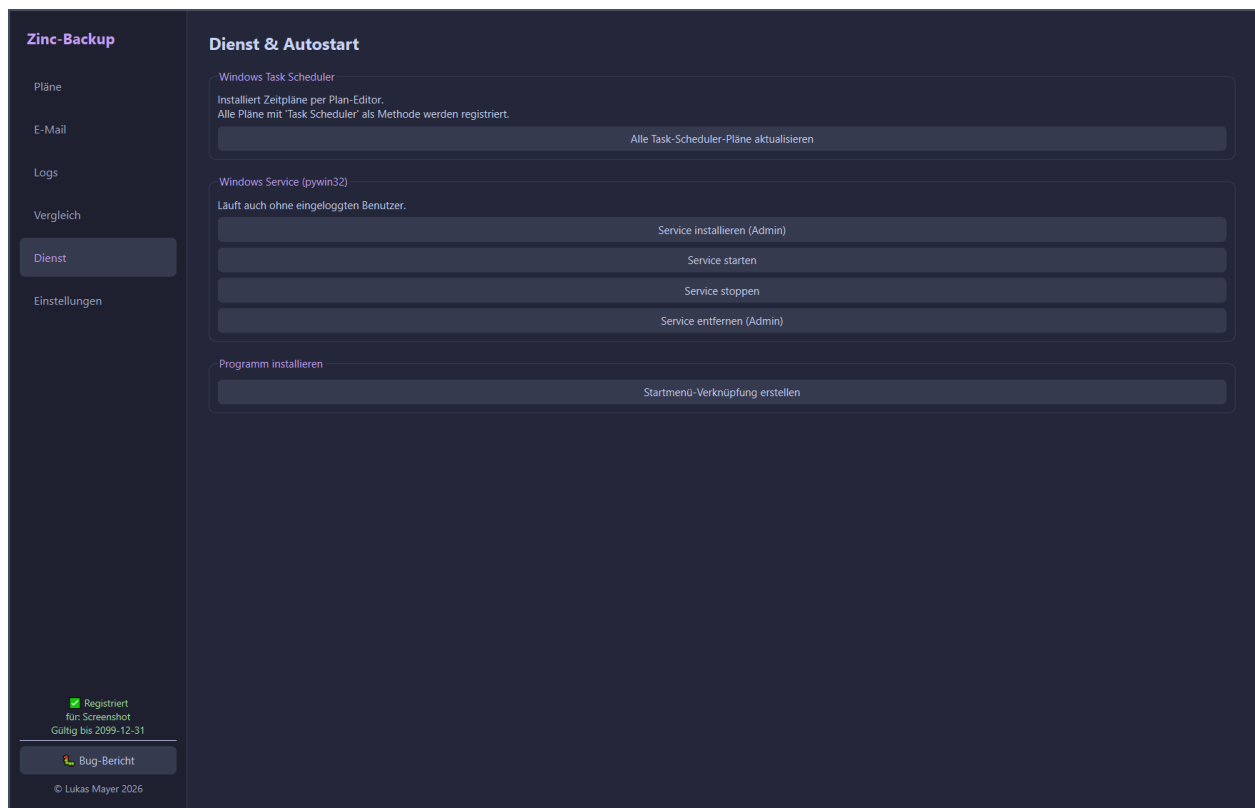 Zinc-Backup
Pläne
E-Mail
Logs
Vergleich
Dienst
Einstellungen
Registriert
für: Screenshot
Gültig bis 2099-12-31
Bug-Bericht
© Lukas Mayer 2026
Dienst & Autostart
Windows Task Scheduler
Installiert Zeitpläne per Plan-Editor.
Alle Pläne mit 'Task Scheduler' als Methode werden registriert.
Alle Task-Scheduler-Pläne aktualisieren
Windows Service (pywin32)
Läuft auch ohne eingeloggten Benutzer.
Service installieren (Admin)
Service starten
Service stoppen
Service entfernen (Admin)
Programm installieren
Startmenü-Verknüpfung erstellen